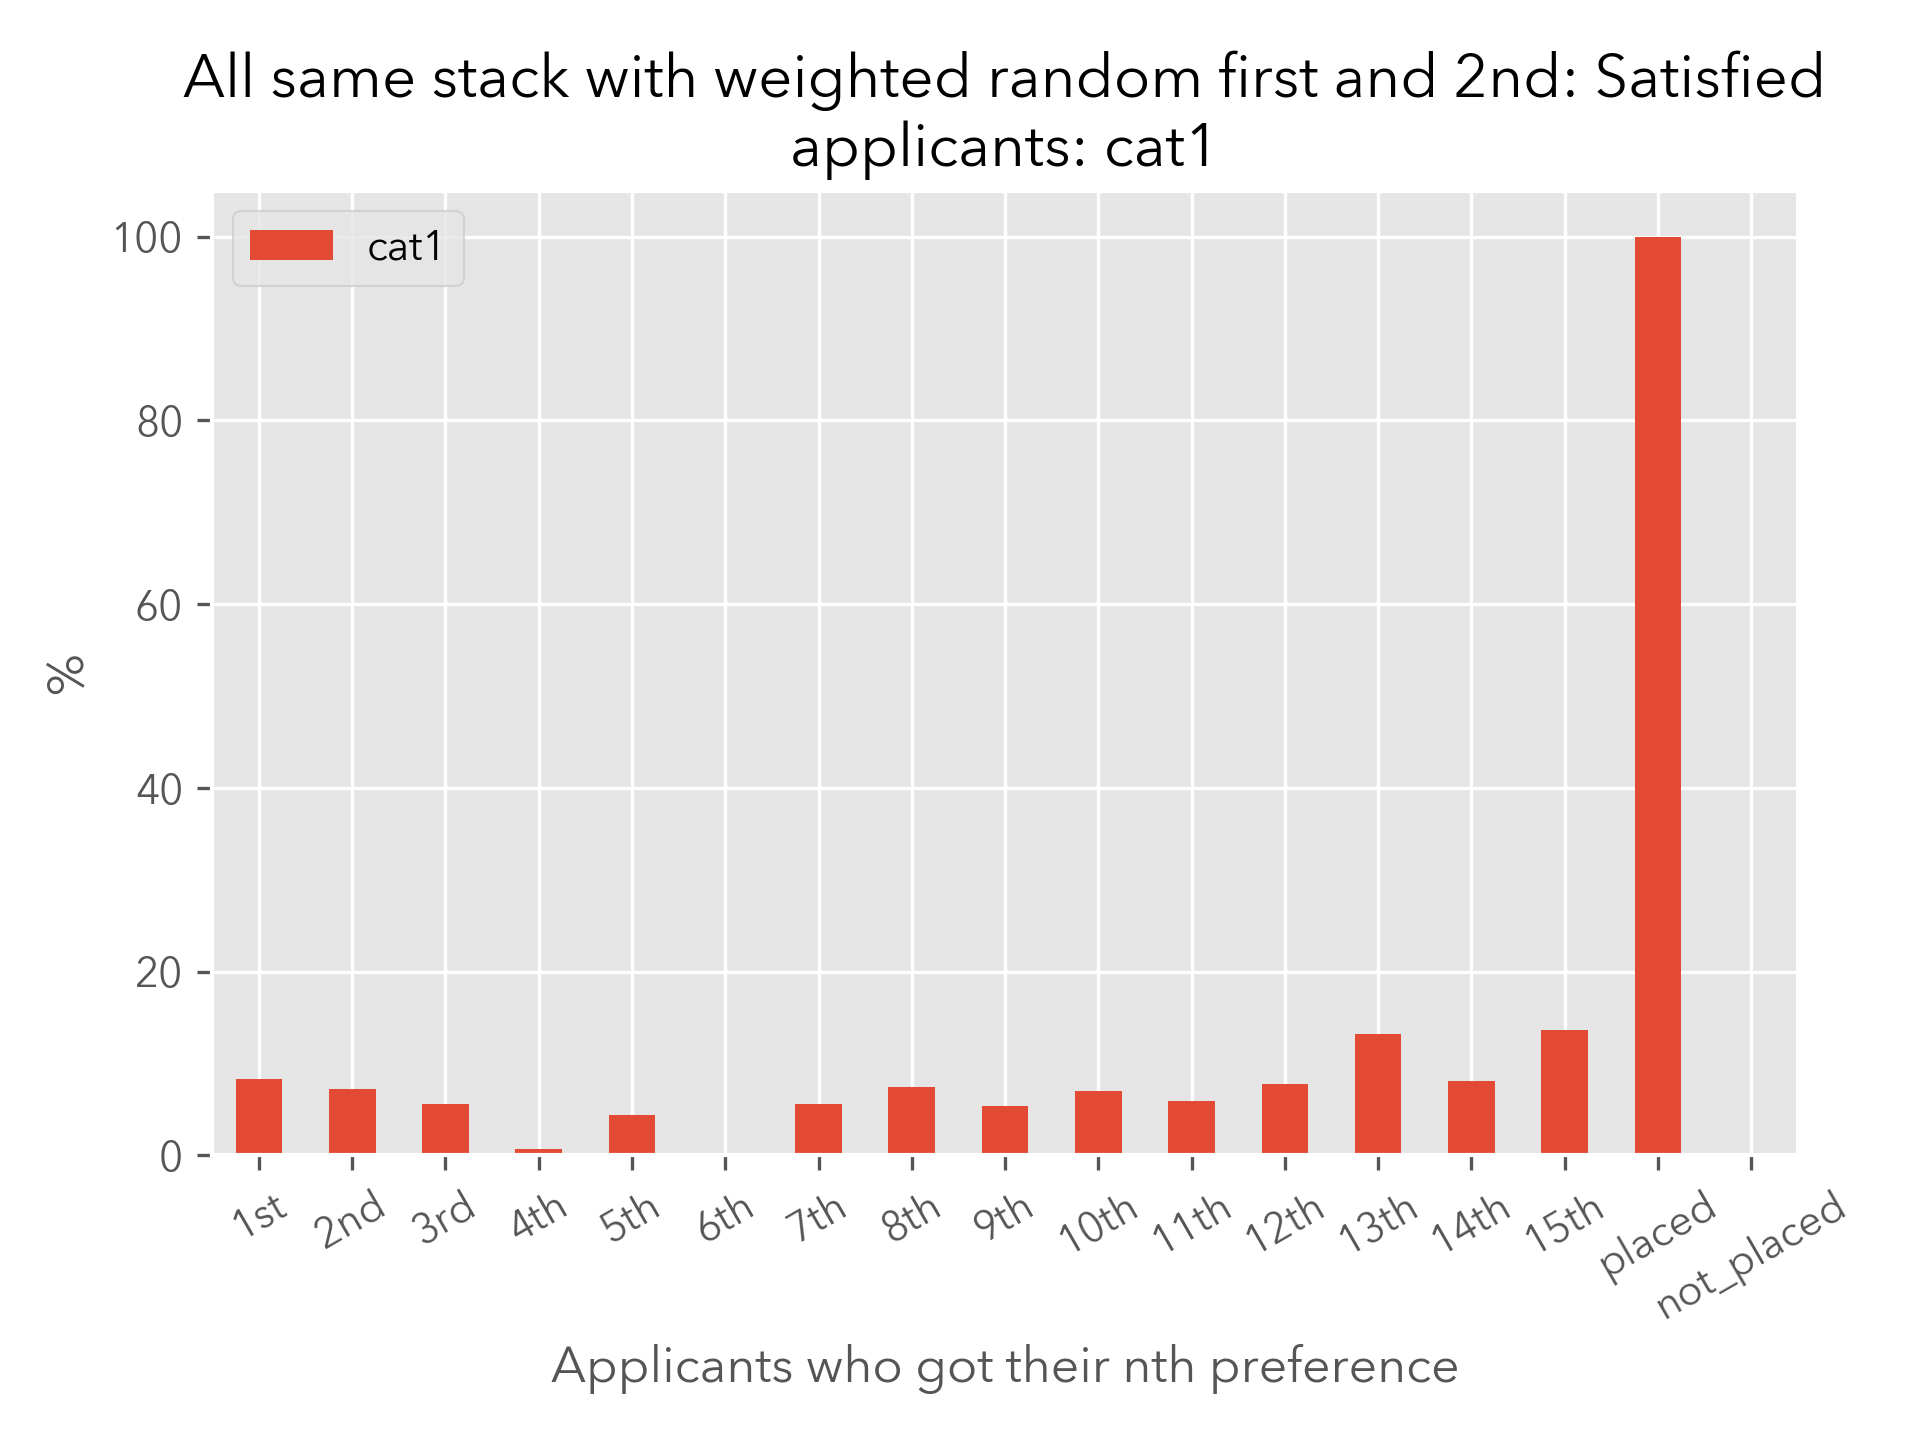 All same stack with weighted random first and 2nd: Satisfied
applicants: cat1
cat1
100
80
60
40
20
0
%
1st 2nd 3rd 4th 5th 6th 7th 8th 9th 10th 11th 12th 13th 14th 15th placed not_placed
Applicants who got their nth preference